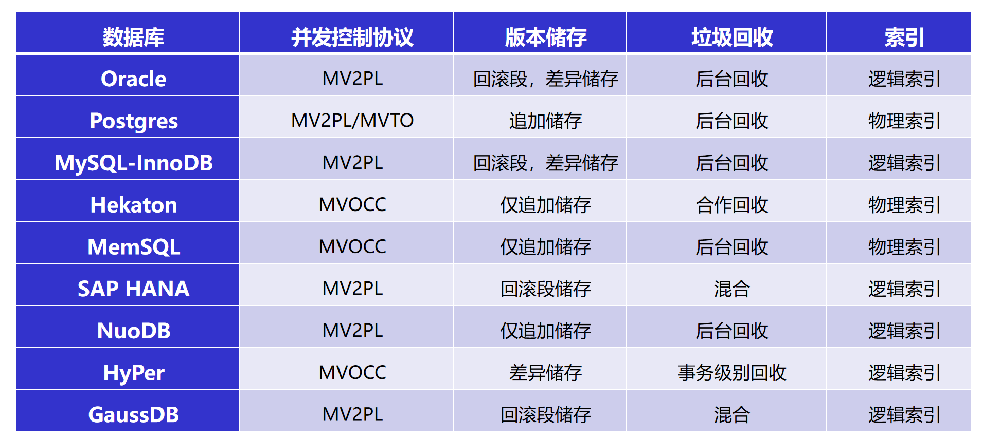 数据库 并发控制协议 版本储存 垃圾回收 索引
Oracle MV2PL 回滚段，差异储存 后台回收 逻辑索引
Postgres MV2PL/MVTO 追加储存 后台回收 物理索引
MySQL-InnoDB MV2PL 回滚段，差异储存 后台回收 逻辑索引
Hekaton MVOCC 仅追加储存 合作回收 物理索引
MemSQL MVOCC 仅追加储存 后台回收 物理索引
SAP HANA MV2PL 回滚段储存 混合 逻辑索引
NuoDB MV2PL 仅追加储存 后台回收 逻辑索引
HyPer MVOCC 差异储存 事务级别回收 逻辑索引
GaussDB MV2PL 回滚段储存 混合 逻辑索引